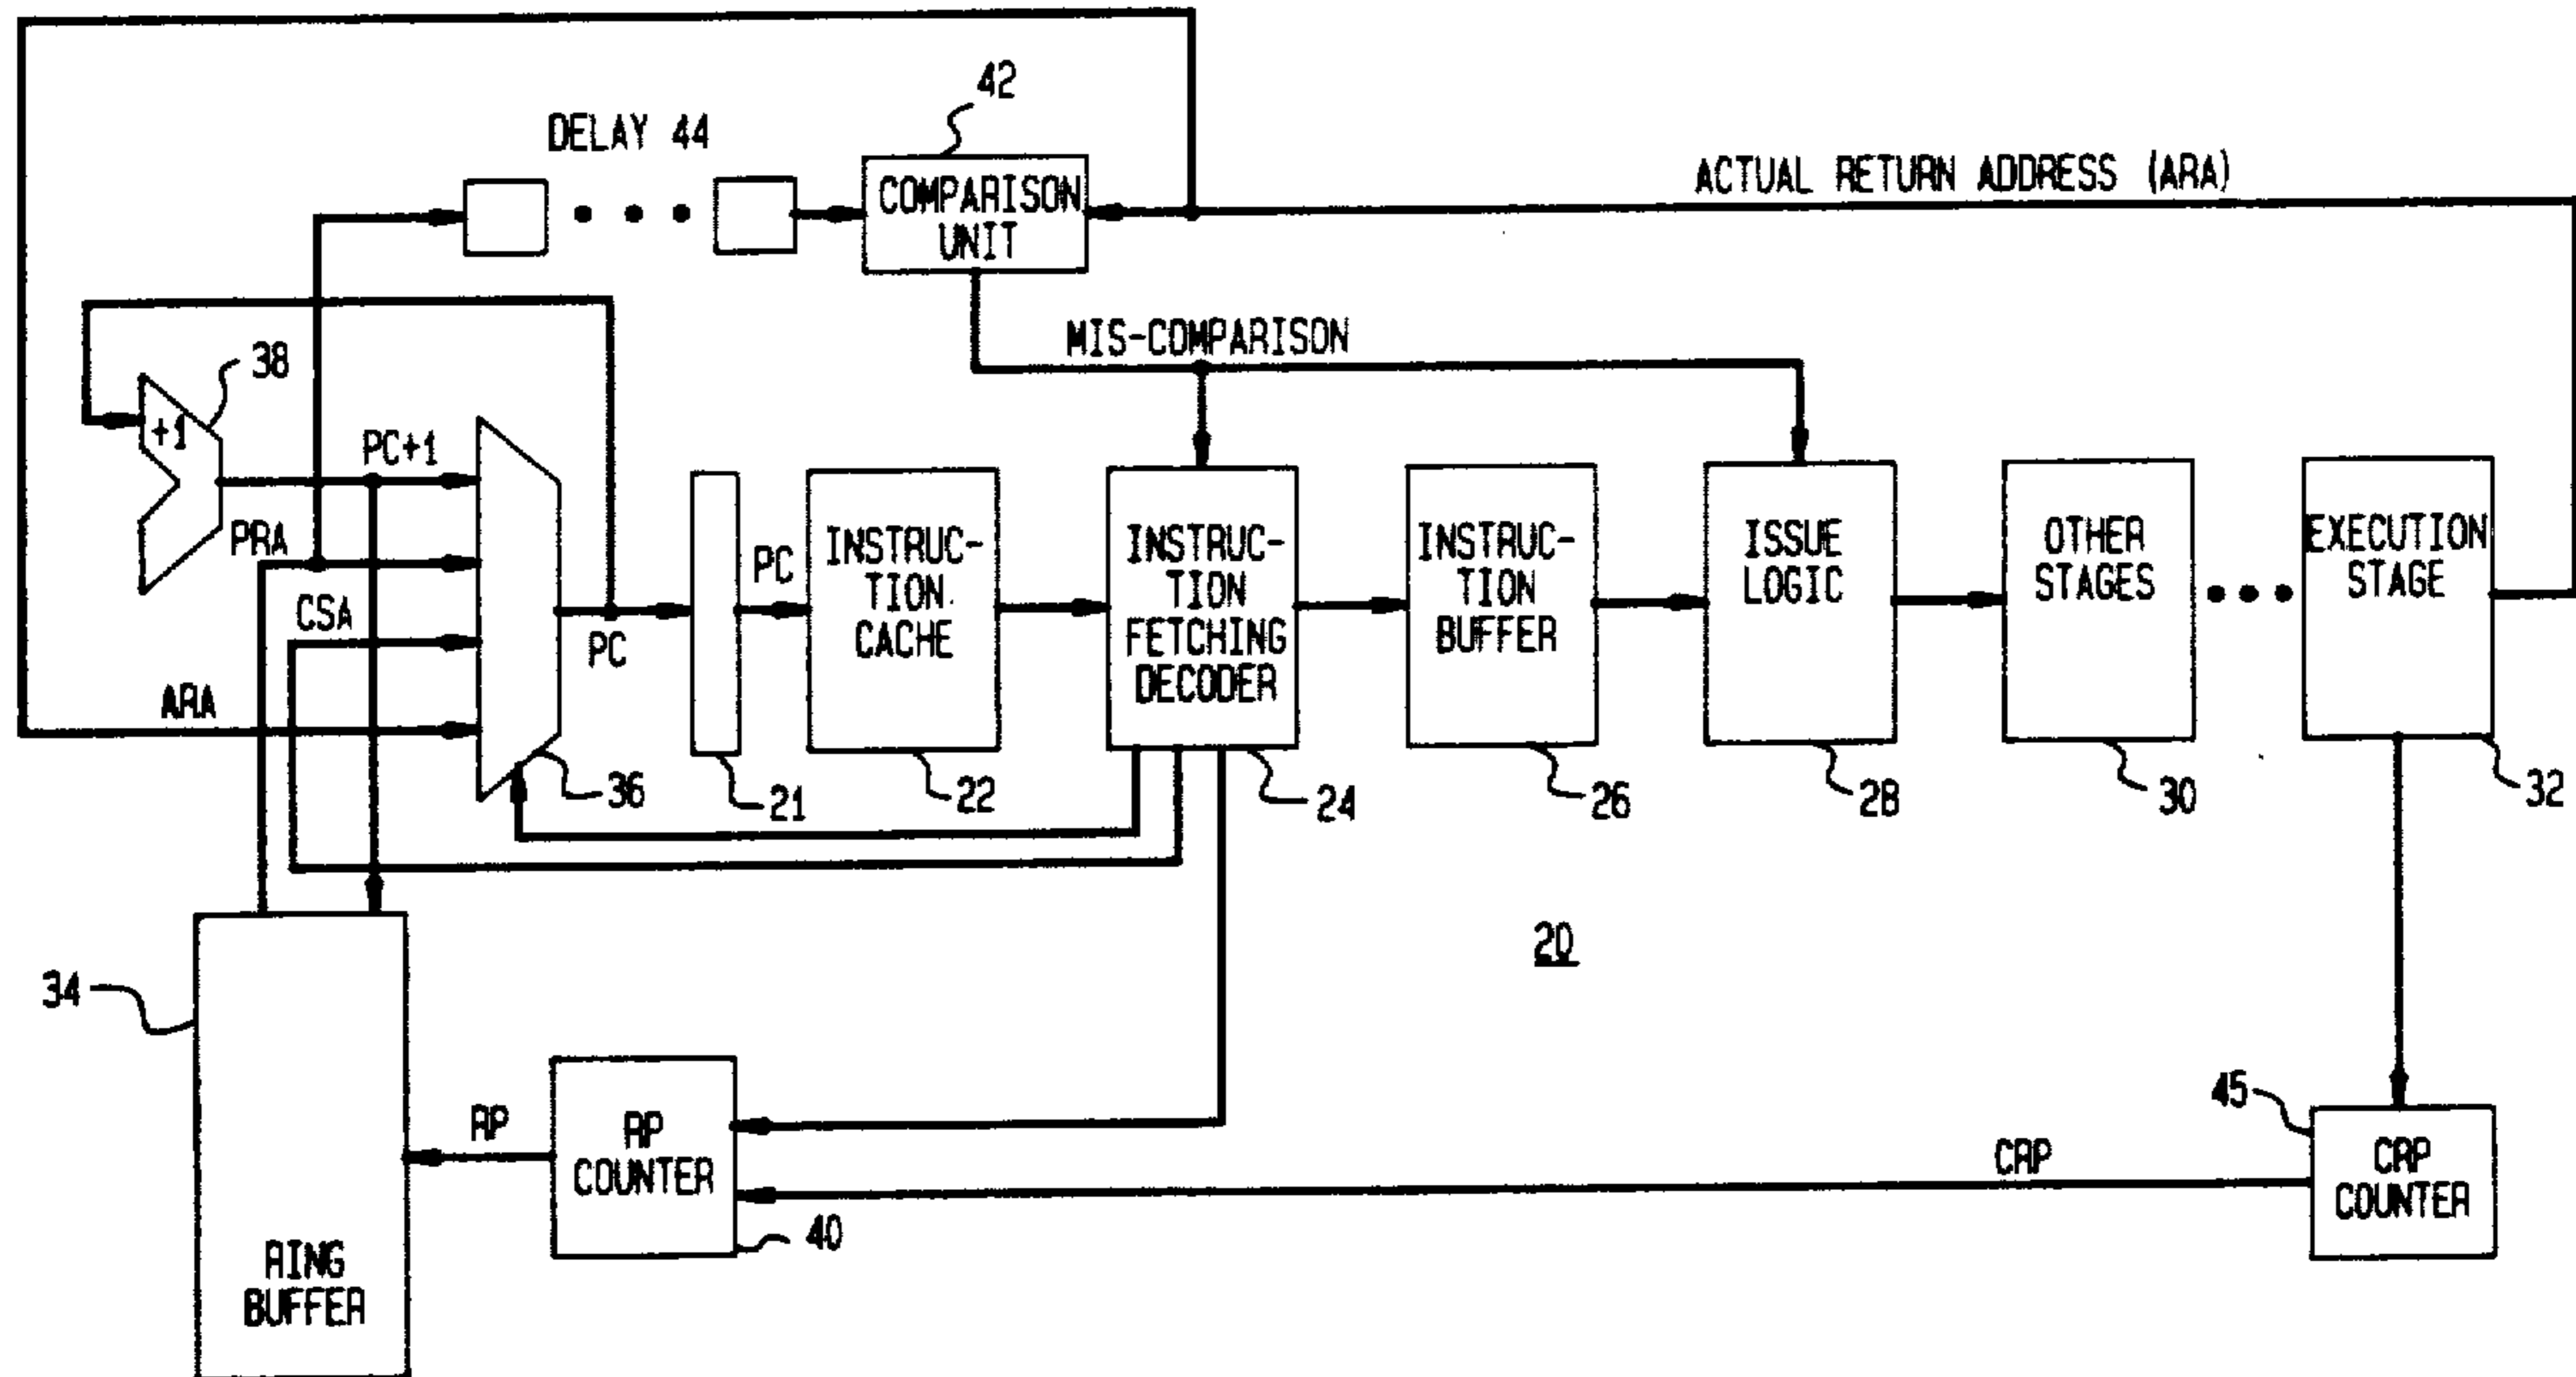 42
DELAY 44
COMPARISON
UNIT
ACTUAL RETURN ADDRESS (ARA)
MIS-COMPARISON
38
+1
PC+1
PRA
CSA
ARA
PC
PC
INSTRUC-
TION
CACHE
INSTRUC-
TION
FETCHING
DECODER
INSTRUC-
TION
BUFFER
ISSUE
LOGIC
OTHER
STAGES
EXECUTION
STAGE
36
21
22
24
26
28
30
32
20
34
RING
BUFFER
RP
RP
COUNTER
40
CRP
45
CRP
COUNTER